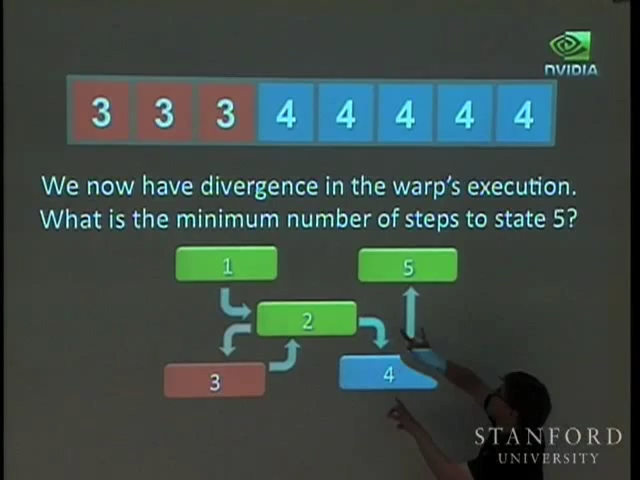 NVIDIA
3 3 3 4 4 4 4 4
We now have divergence in the warp's execution.
What is the minimum number of steps to state 5?
1
5
2
3
4
STANFORD
UNIVERSITY